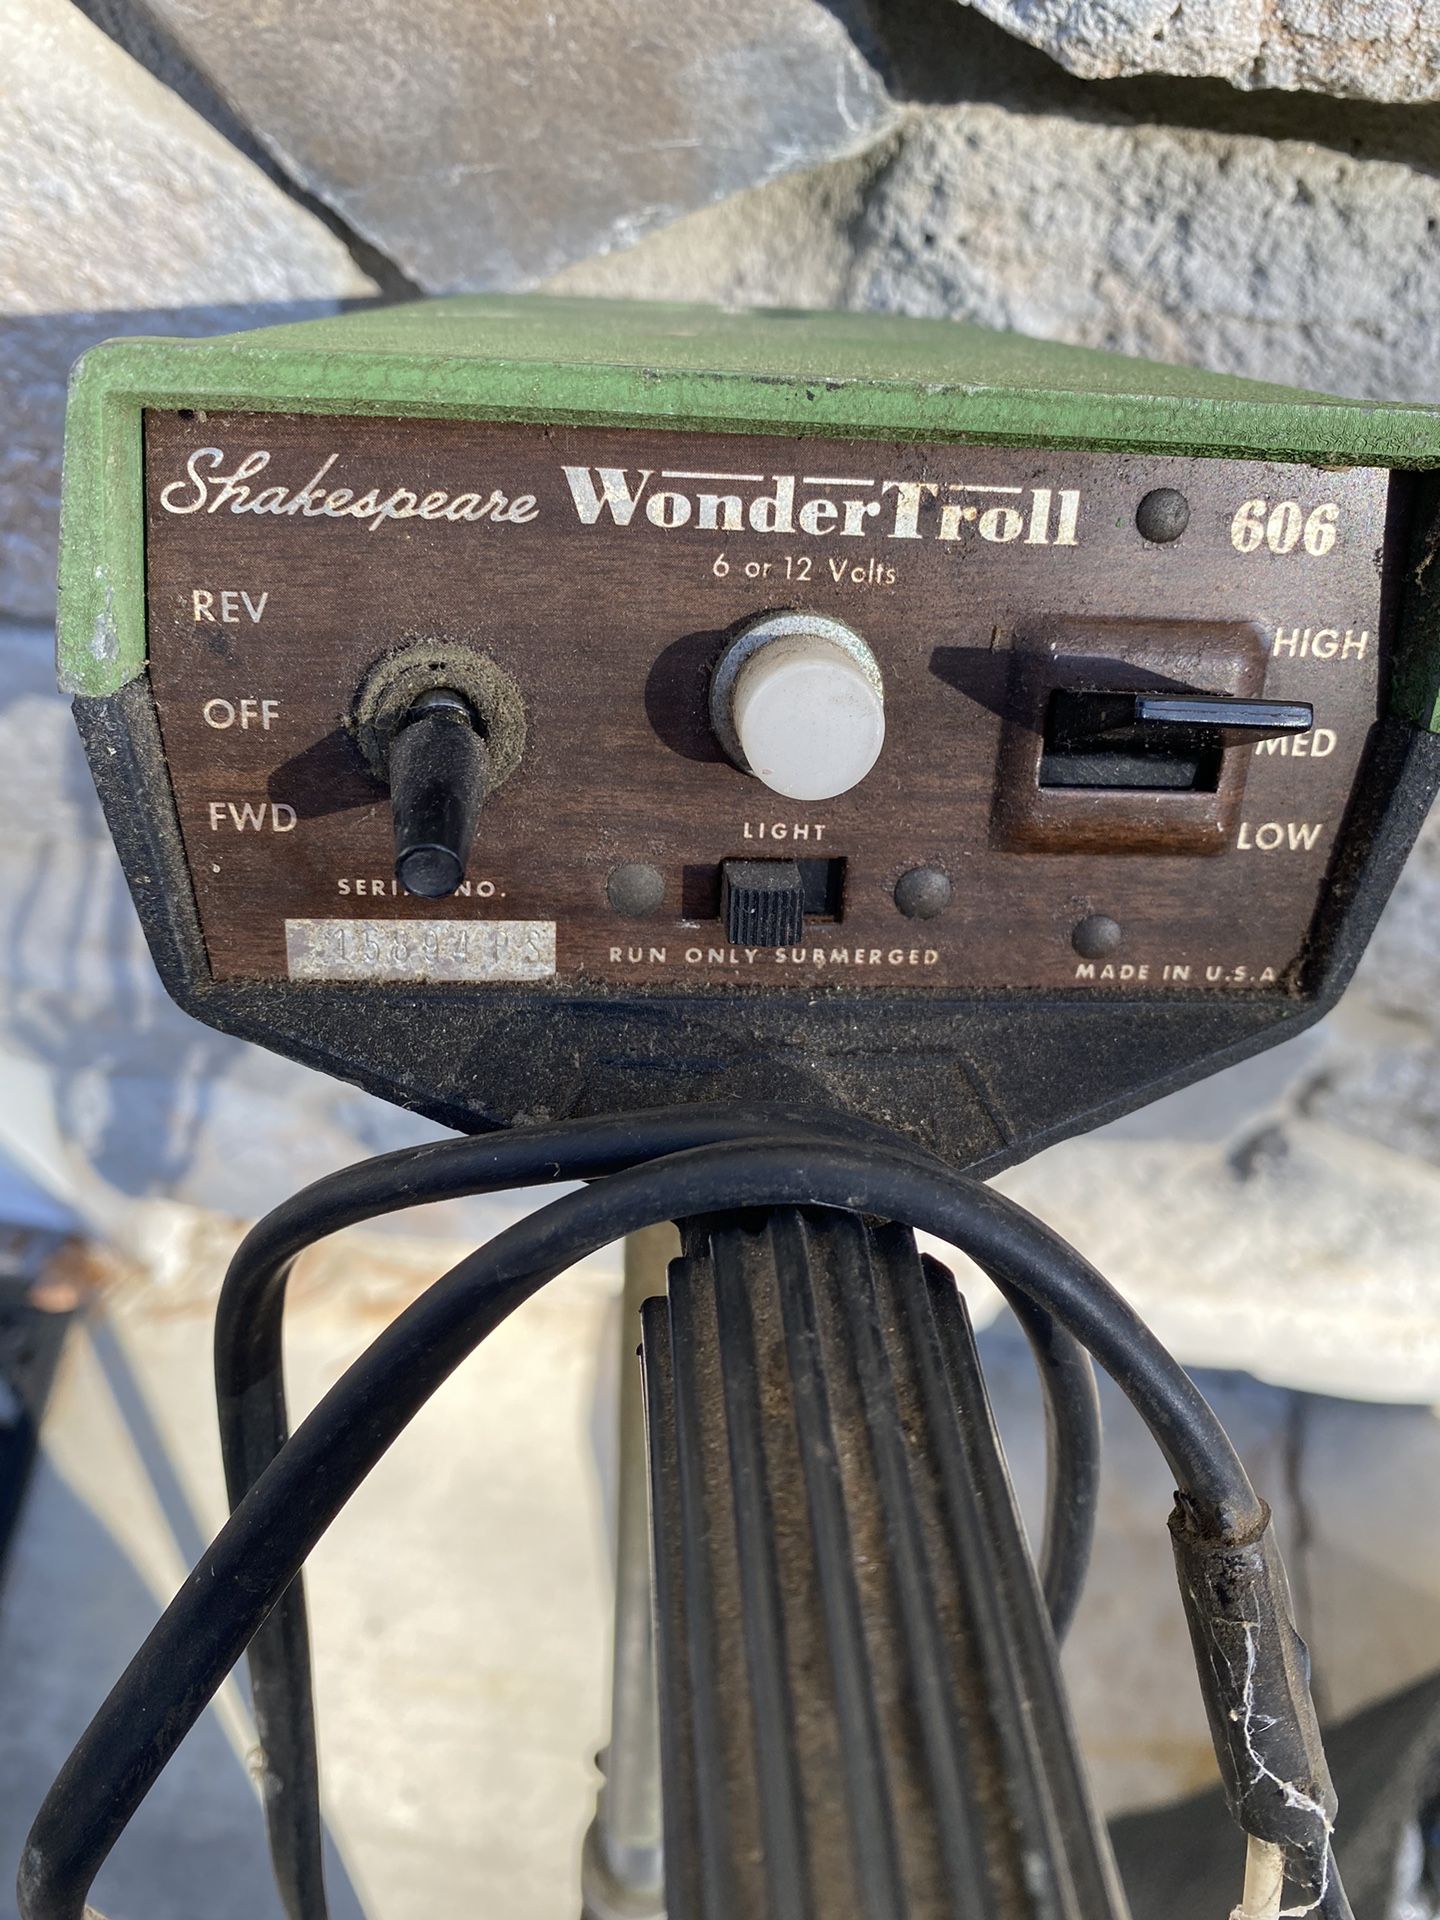 Shakespeare WonderTroll 606
6 or 12 Volts
REV
HIGH
OFF
MED
FWD
LOW
LIGHT
NO.
RUN ONLY SUBMERGED
MADE IN U.S.A